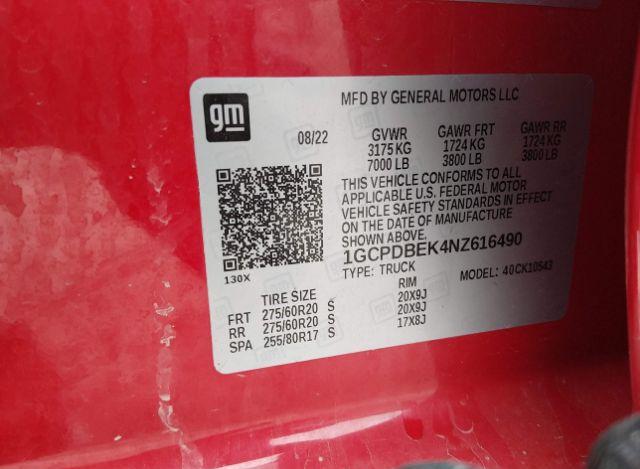 gm
MFD BY GENERAL MOTORS LLC
08/22 GVWR GAWR FRT GAWR RR
3175 KG 1724 KG 1724 KG
7000 LB 3800 LB 3800 LB
THIS VEHICLE CONFORMS TO ALL
APPLICABLE U.S. FEDERAL MOTOR
VEHICLE SAFETY STANDARDS IN EFFECT
ON THE DATE OF MANUFACTURE
SHOWN ABOVE.
1GCPDBEK4NZ616490
130X TYPE: TRUCK MODEL: 40CK10543
TIRE SIZE RIM
FRT 275/60R20 S 20X9J
RR 275/60R20 S 20X9J
SPA 255/80R17 S 17X8J